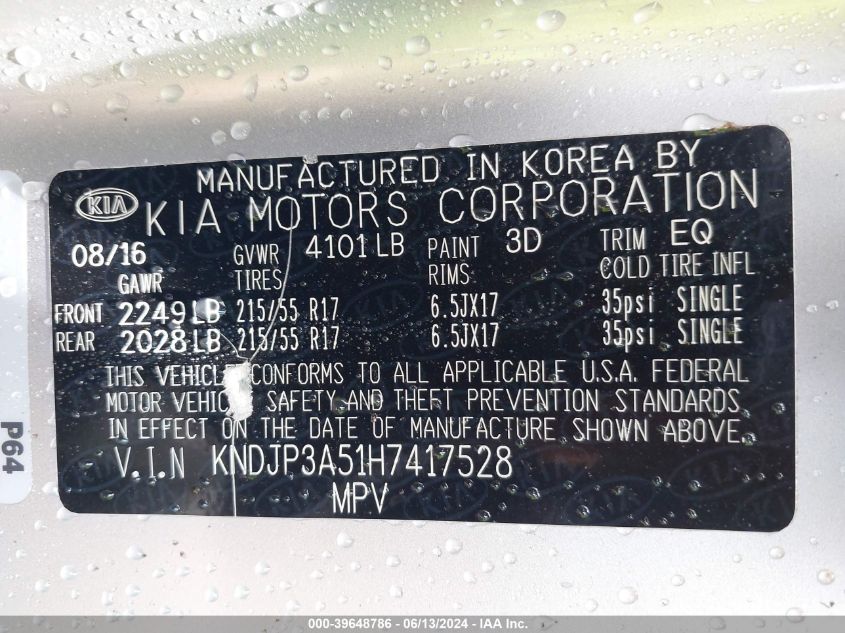 MANUFACTURED IN KOREA BY
KIA KIA MOTORS CORPORATION
08/16 GVWR 4101 LB PAINT 3D TRIM EQ
GAWR TIRES RIMS COLD TIRE INFL
FRONT 2249 LB 215/55 R17 6.5JX17 35psi SINGLE
REAR 2028 LB 215/55 R17 6.5JX17 35psi SINGLE
THIS VEHICLE CONFORMS TO ALL APPLICABLE U.S.A. FEDERAL
MOTOR VEHIC SAFETY AND THEFT PREVENTION STANDARDS
IN EFFECT ON THE DATE OF MANUFACTURE SHOWN ABOVE.
V.I.N KNDJP3A51H7417528
MPV
P64
000-39648786 - 06/13/2024 - IAA Inc.